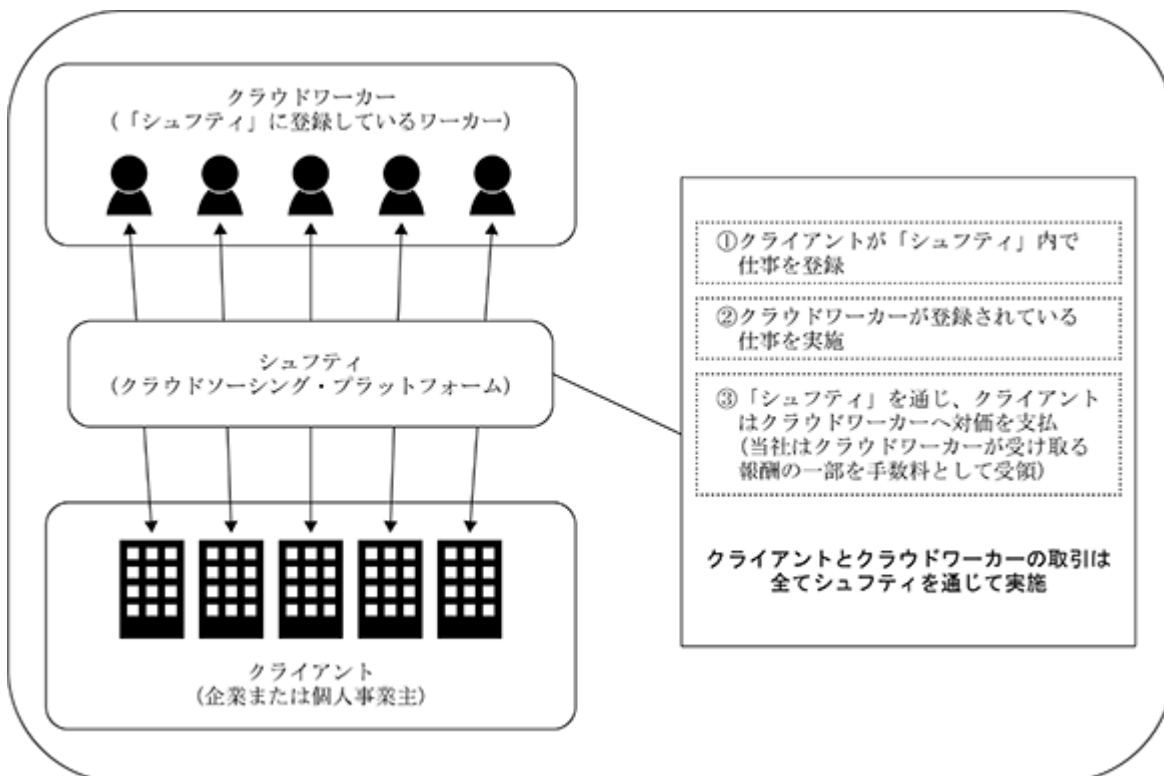 クラウドワーカー
(「シュフティ」に登録しているワーカー)
シュフティ
(クラウドソーシング・プラットフォーム)
クライアント
(企業または個人事業主)
①クライアントが「シュフティ」内で
仕事を登録
②クラウドワーカーが登録されている
仕事を実施
③「シュフティ」を通じ、クライアント
はクラウドワーカーへ対価を支払
(当社はクラウドワーカーが受け取る
報酬の一部を手数料として受領)
クライアントとクラウドワーカーの取引は
全てシュフティを通じて実施